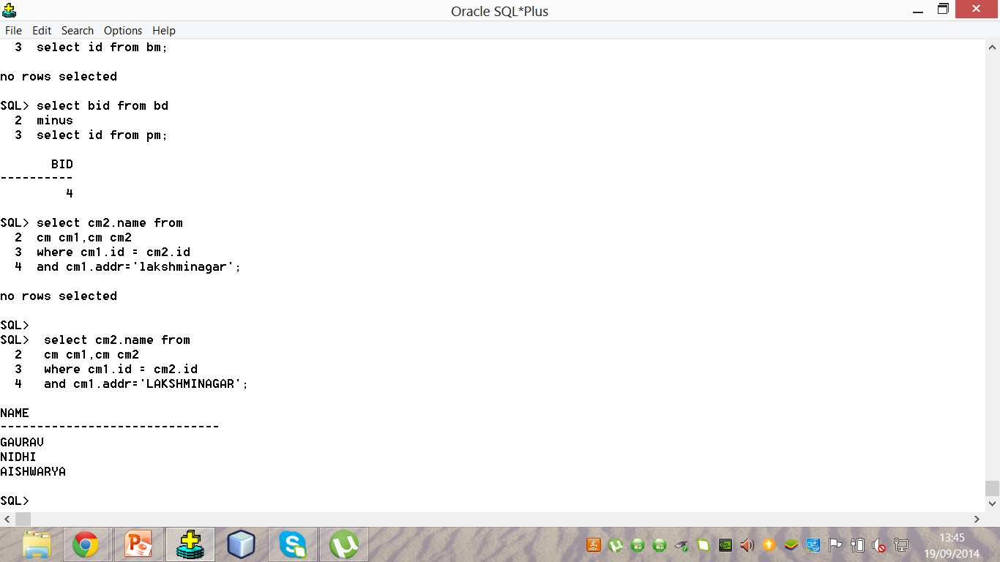 Oracle SQL*Plus
File Edit Search Options Help
  3  select id from bm;
no rows selected
SQL> select bid from bd
  2  minus
  3  select id from pm;
       BID
----------
         4
SQL> select cm2.name from
  2  cm cm1,cm cm2
  3  where cm1.id = cm2.id
  4  and cm1.addr='lakshminagar';
no rows selected
SQL>
SQL>  select cm2.name from
  2   cm cm1,cm cm2
  3   where cm1.id = cm2.id
  4   and cm1.addr='LAKSHMINAGAR';
NAME
------------------------------
GAURAV
NIDHI
AISHWARYA
SQL>
13:45
19/09/2014